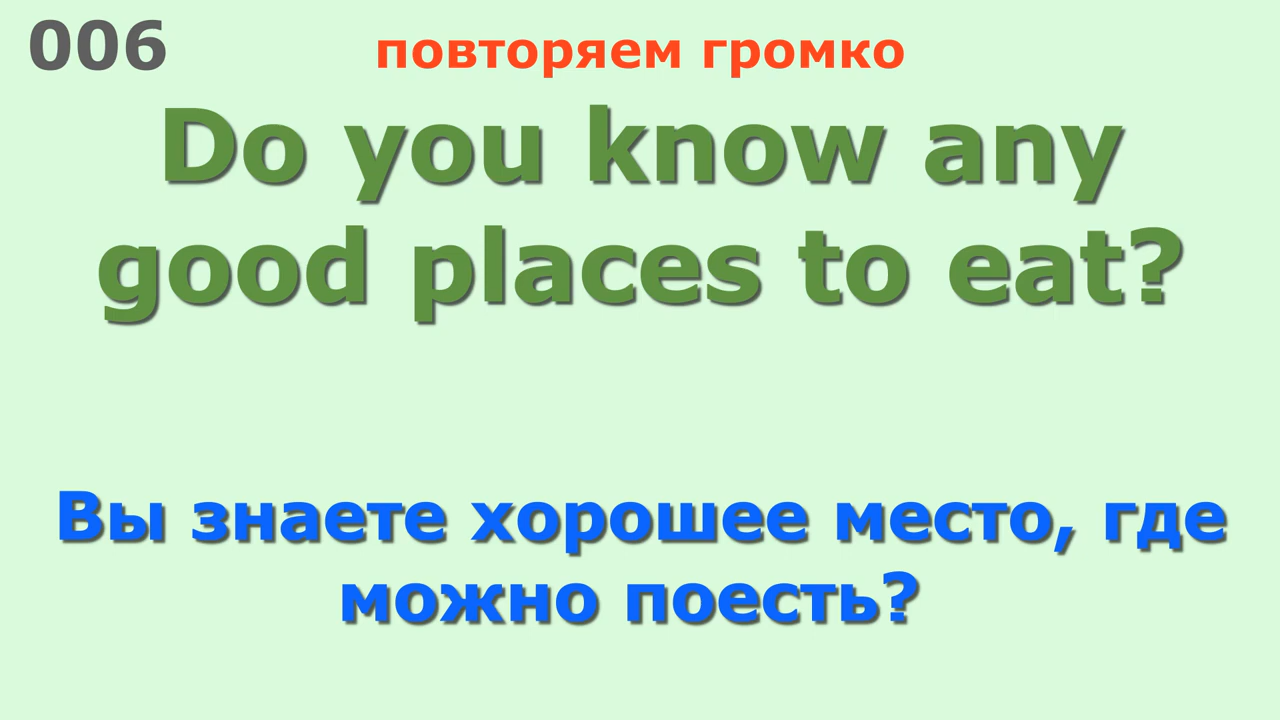 006
повторяем громко
Do you know any
good places to eat?
Вы знаете хорошее место, где
можно поесть?